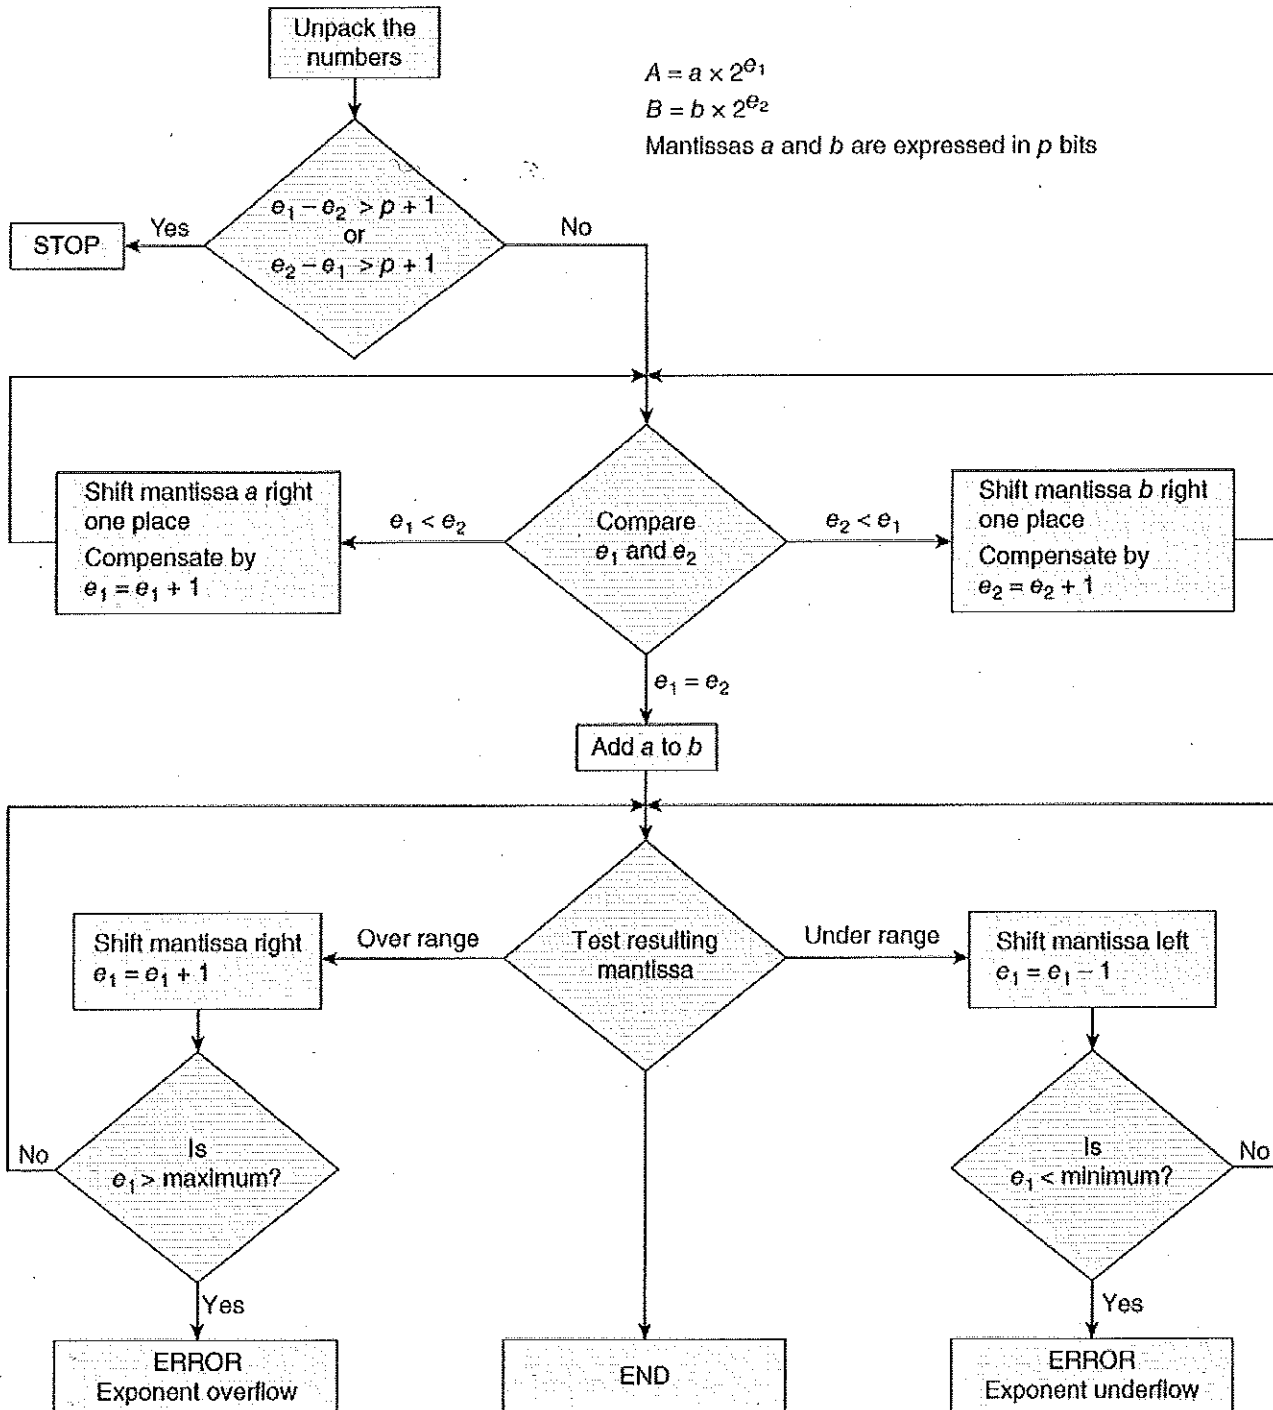 Unpack the
numbers
A = a × 2^e₁
B = b × 2^e₂
Mantissas a and b are expressed in p bits
e₁ – e₂ > p + 1
or
e₂ – e₁ > p + 1
Yes
No
STOP
Compare
e₁ and e₂
e₁ < e₂
e₂ < e₁
Shift mantissa a right
one place
Compensate by
e₁ = e₁ + 1
Shift mantissa b right
one place
Compensate by
e₂ = e₂ + 1
e₁ = e₂
Add a to b
Test resulting
mantissa
Over range
Under range
Shift mantissa right
e₁ = e₁ + 1
Shift mantissa left
e₁ = e₁ – 1
Is
e₁ > maximum?
No
Yes
Is
e₁ < minimum?
No
Yes
ERROR
Exponent overflow
END
ERROR
Exponent underflow